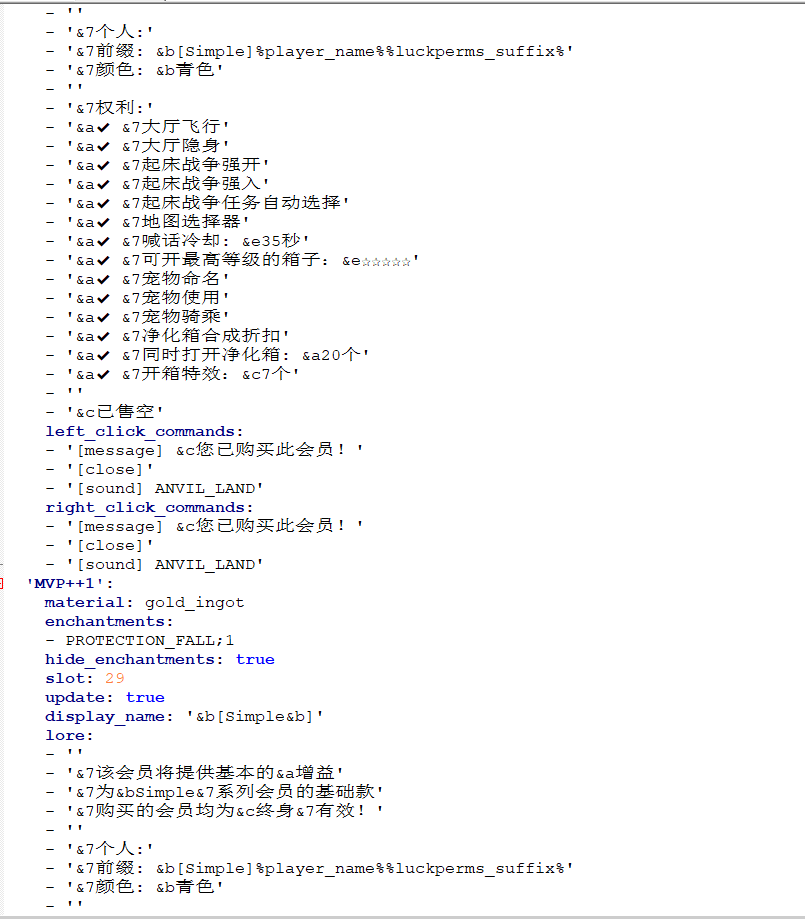 - ''
- '&7个人:'
- '&7前缀: &b[Simple]%player_name%%luckperms_suffix%'
- '&7颜色: &b青色'
- ''
- '&7权利:'
- '&a✔ &7大厅飞行'
- '&a✔ &7大厅隐身'
- '&a✔ &7起床战争强开'
- '&a✔ &7起床战争强入'
- '&a✔ &7起床战争任务自动选择'
- '&a✔ &7地图选择器'
- '&a✔ &7喊话冷却: &e35秒'
- '&a✔ &7可开最高等级的箱子: &e☆☆☆☆☆'
- '&a✔ &7宠物命名'
- '&a✔ &7宠物使用'
- '&a✔ &7宠物骑乘'
- '&a✔ &7净化箱合成折扣'
- '&a✔ &7同时打开净化箱: &a20个'
- '&a✔ &7开箱特效: &c7个'
- ''
- '&c已售空'
left_click_commands:
- '[message] &c您已购买此会员！'
- '[close]'
- '[sound] ANVIL_LAND'
right_click_commands:
- '[message] &c您已购买此会员！'
- '[close]'
- '[sound] ANVIL_LAND'
'MVP++1':
material: gold_ingot
enchantments:
- PROTECTION_FALL;1
hide_enchantments: true
slot: 29
update: true
display_name: '&b[Simple&b]'
lore:
- ''
- '&7该会员将提供基本的&a增益'
- '&7为&bSimple&7系列会员的基础款'
- '&7购买的会员均为&c终身&7有效！'
- ''
- '&7个人:'
- '&7前缀: &b[Simple]%player_name%%luckperms_suffix%'
- '&7颜色: &b青色'
- ''